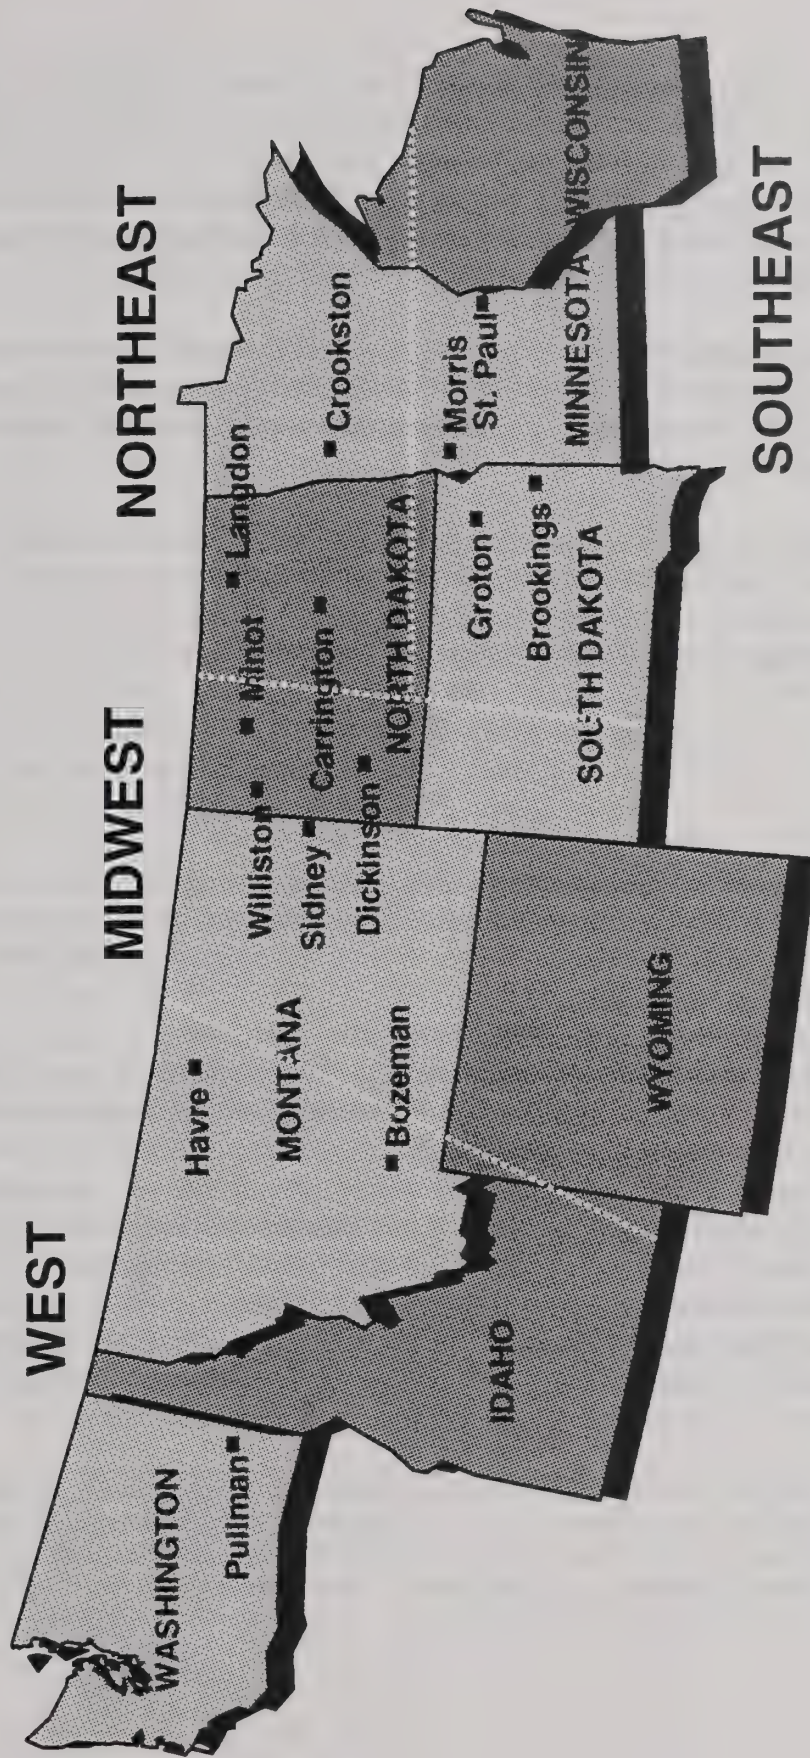 WEST
MIDWEST
NORTHEAST
SOUTHEAST
WASHINGTON
Pullman
IDAHO
MONTANA
Havre
Bozeman
WYOMING
Williston
Sidney
Dickinson
Minot
Carrington
Langdon
NORTH DAKOTA
Groton
Brookings
SOUTH DAKOTA
Crookston
Morris
St. Paul
MINNESOTA
WISCONSIN